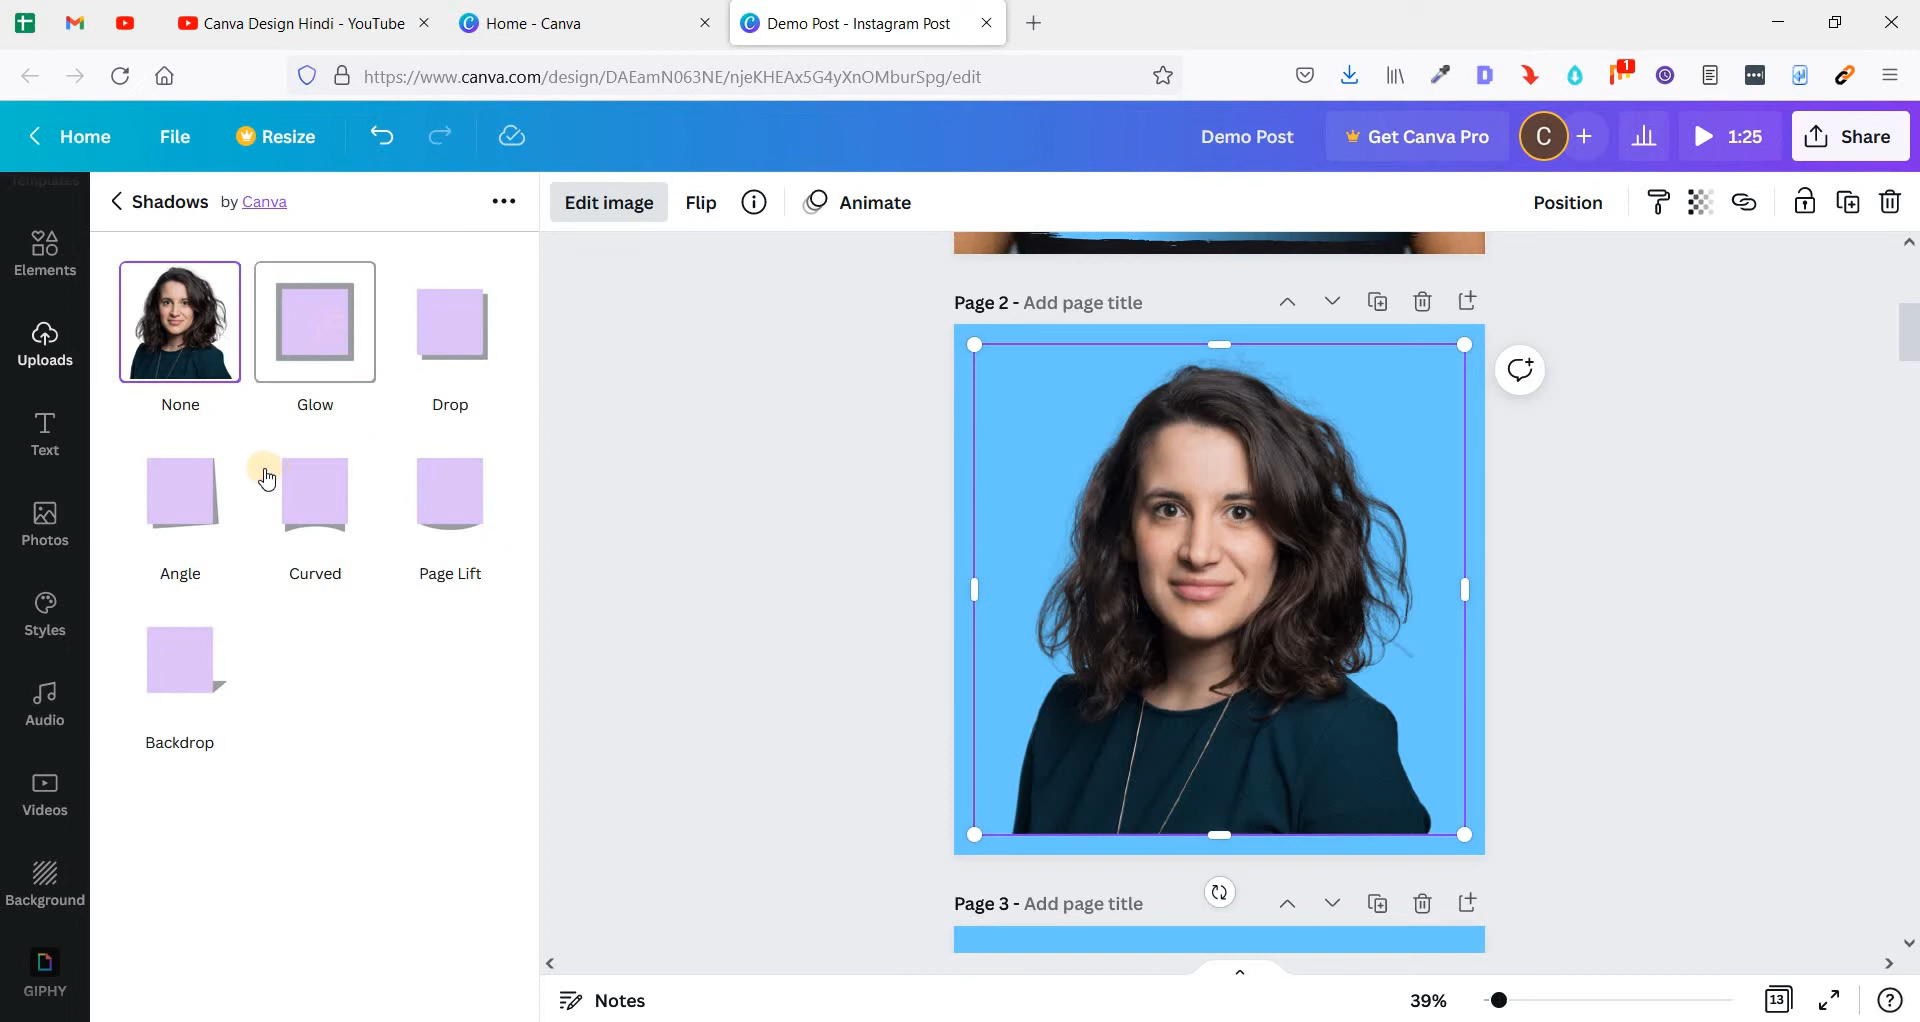 Canva Design Hindi - YouTube
Home - Canva
Demo Post - Instagram Post
https://www.canva.com/design/DAEamN063NE/njeKHEAx5G4yXnOMburSpg/edit
1
Home
File
Resize
Demo Post
Get Canva Pro
C
1:25
Share
Templates
Elements
Uploads
Text
Photos
Styles
Audio
Videos
Background
GIPHY
Shadows by Canva
None
Glow
Drop
Angle
Curved
Page Lift
Backdrop
Edit image
Flip
Animate
Position
Page 2 - Add page title
Page 3 - Add page title
Notes
39%
13